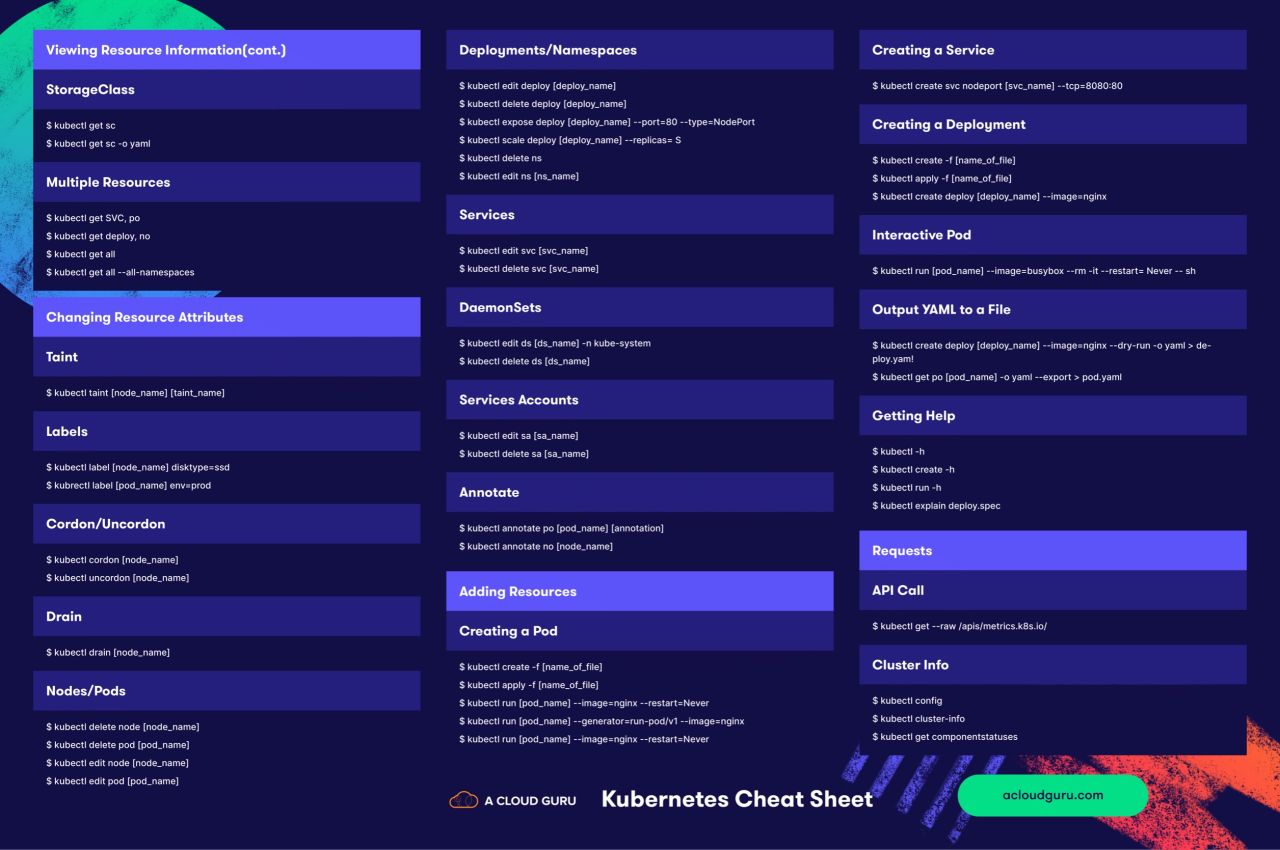 Viewing Resource Information(cont.)
StorageClass
$ kubectl get sc
$ kubectl get sc -o yaml
Multiple Resources
$ kubectl get SVC, po
$ kubectl get deploy, no
$ kubectl get all
$ kubectl get all --all-namespaces
Changing Resource Attributes
Taint
$ kubectl taint [node_name] [taint_name]
Labels
$ kubectl label [node_name] disktype=ssd
$ kubrectl label [pod_name] env=prod
Cordon/Uncordon
$ kubectl cordon [node_name]
$ kubectl uncordon [node_name]
Drain
$ kubectl drain [node_name]
Nodes/Pods
$ kubectl delete node [node_name]
$ kubectl delete pod [pod_name]
$ kubectl edit node [node_name]
$ kubectl edit pod [pod_name]
Deployments/Namespaces
$ kubectl edit deploy [deploy_name]
$ kubectl delete deploy [deploy_name]
$ kubectl expose deploy [deploy_name] --port=80 --type=NodePort
$ kubectl scale deploy [deploy_name] --replicas= S
$ kubectl delete ns
$ kubectl edit ns [ns_name]
Services
$ kubectl edit svc [svc_name]
$ kubectl delete svc [svc_name]
DaemonSets
$ kubectl edit ds [ds_name] -n kube-system
$ kubectl delete ds [ds_name]
Services Accounts
$ kubectl edit sa [sa_name]
$ kubectl delete sa [sa_name]
Annotate
$ kubectl annotate po [pod_name] [annotation]
$ kubectl annotate no [node_name]
Adding Resources
Creating a Pod
$ kubectl create -f [name_of_file]
$ kubectl apply -f [name_of_file]
$ kubectl run [pod_name] --image=nginx --restart=Never
$ kubectl run [pod_name] --generator=run-pod/v1 --image=nginx
$ kubectl run [pod_name] --image=nginx --restart=Never
Creating a Service
$ kubectl create svc nodeport [svc_name] --tcp=8080:80
Creating a Deployment
$ kubectl create -f [name_of_file]
$ kubectl apply -f [name_of_file]
$ kubectl create deploy [deploy_name] --image=nginx
Interactive Pod
$ kubectl run [pod_name] --image=busybox --rm -it --restart= Never -- sh
Output YAML to a File
$ kubectl create deploy [deploy_name] --image=nginx --dry-run -o yaml > de-
ploy.yam!
$ kubectl get po [pod_name] -o yaml --export > pod.yaml
Getting Help
$ kubectl -h
$ kubectl create -h
$ kubectl run -h
$ kubectl explain deploy.spec
Requests
API Call
$ kubectl get --raw /apis/metrics.k8s.io/
Cluster Info
$ kubectl config
$ kubectl cluster-info
$ kubectl get componentstatuses
A CLOUD GURU
Kubernetes Cheat Sheet
acloudguru.com